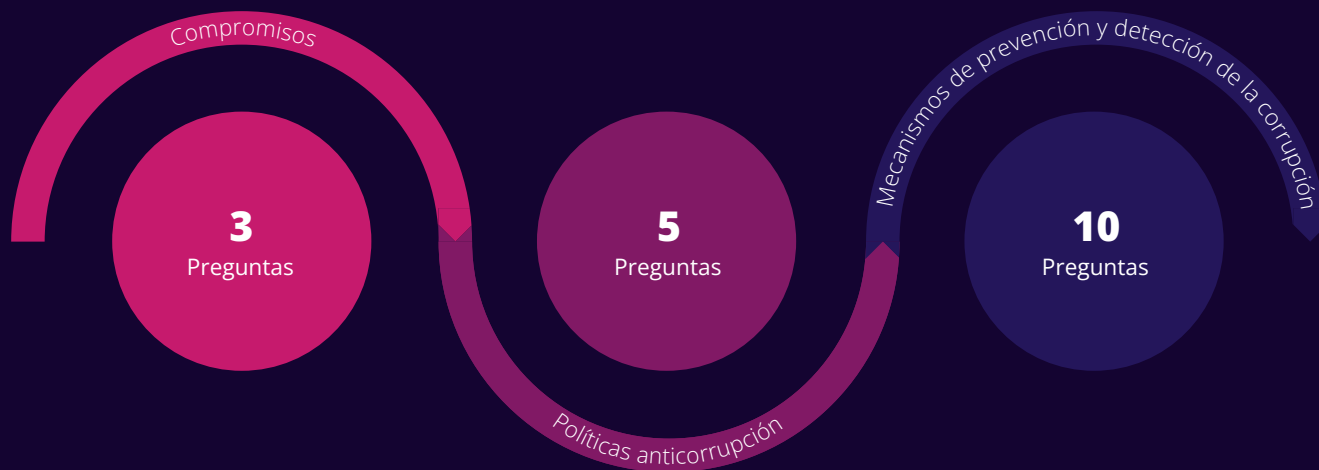 Compromisos
3
Preguntas
Políticas anticorrupción
5
Preguntas
Mecanismos de prevención y detección de la corrupción
10
Preguntas